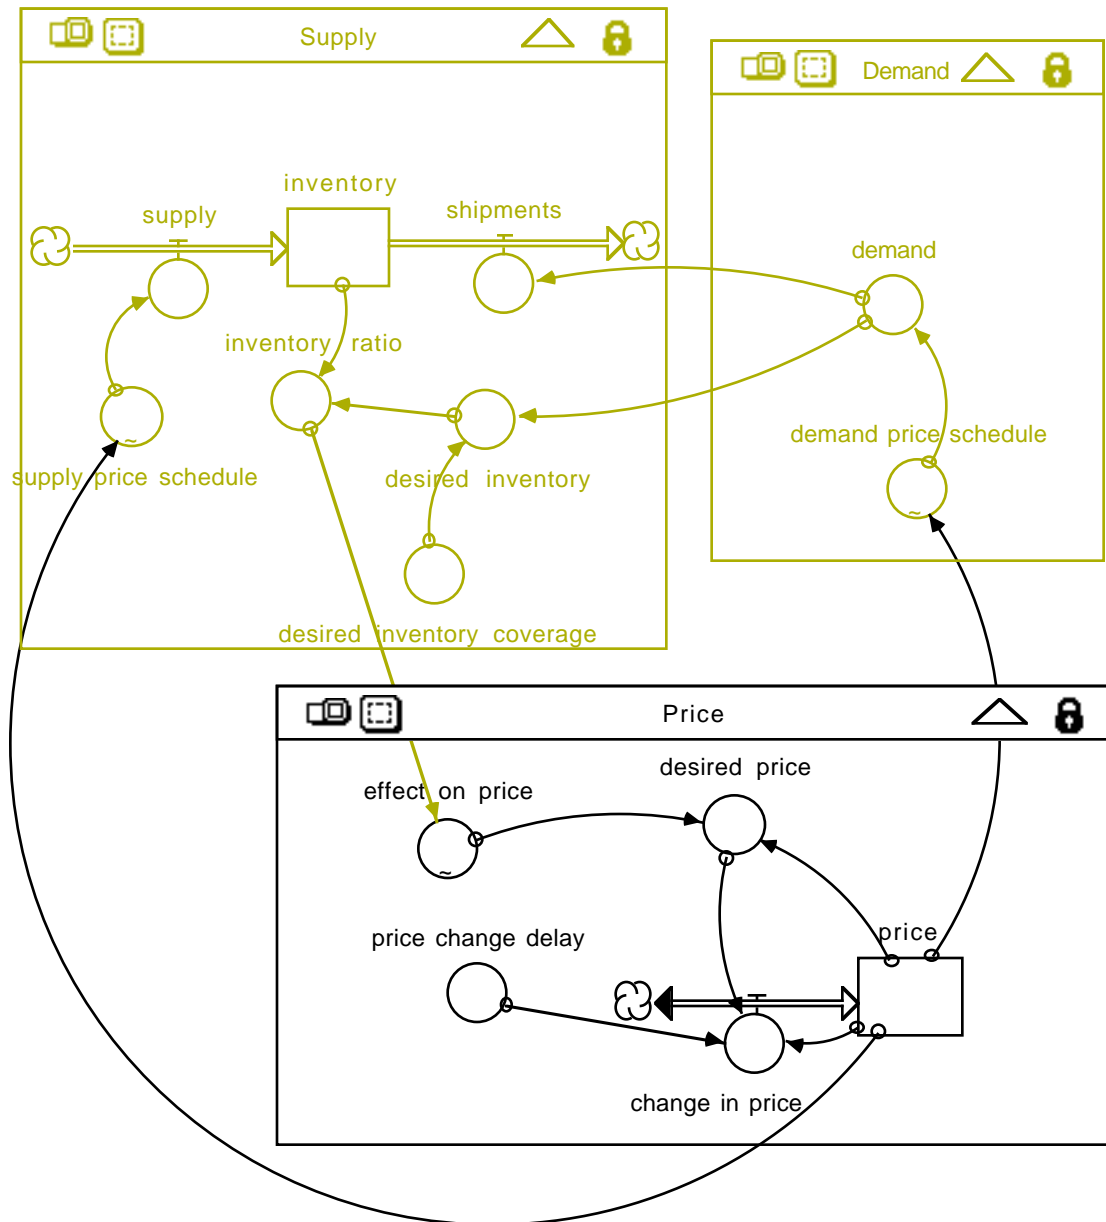 Supply
Demand
inventory
supply
shipments
demand
inventory ratio
demand price schedule
supply price schedule
desired inventory
desired inventory coverage
Price
desired price
effect on price
price
price change delay
change in price
~
~
~